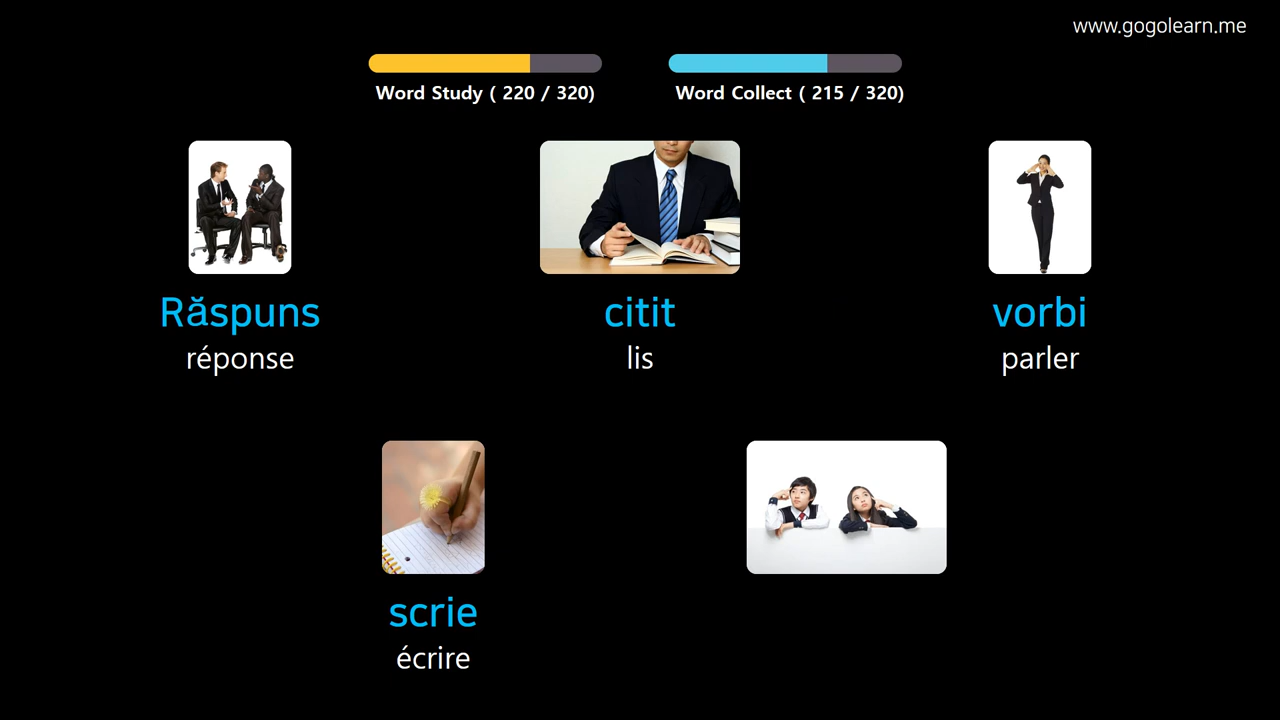 www.gogolearn.me
Word Study ( 220 / 320)
Word Collect ( 215 / 320)
Răspuns
réponse
citit
lis
vorbi
parler
scrie
écrire